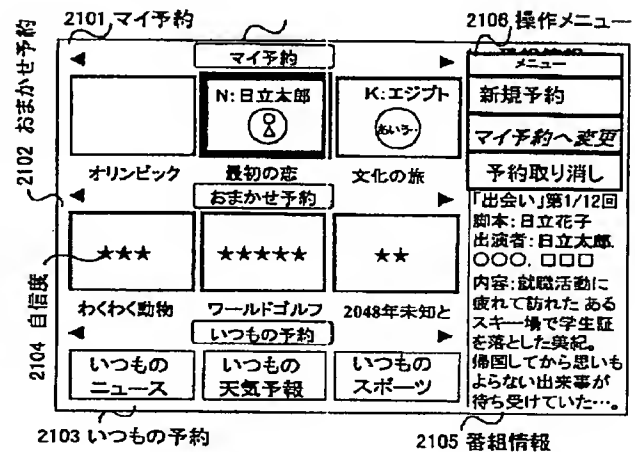 2101 マイ予約
2106 操作メニュー
2102 おまかせ予約
2104 自信度
マイ予約
メニュー
新規予約
マイ予約へ変更
予約取り消し
N:日立太郎
K:エジプト
あいう‥
オリンピック
最初の恋
文化の旅
おまかせ予約
★★★
★★★★★
★★
わくわく動物
ワールドゴルフ
2048年未知と
いつもの予約
いつもの
ニュース
いつもの
天気予報
いつもの
スポーツ
「出会い」第1/12回
脚本:日立花子
出演者:日立太郎.
○○○. □□□
内容:就職活動に
疲れて訪れた ある
スキー場で学生証
を落とした美紀。
帰国してから思いも
よらない出来事が
待ち受けていた…。
2103 いつもの予約
2105 番組情報